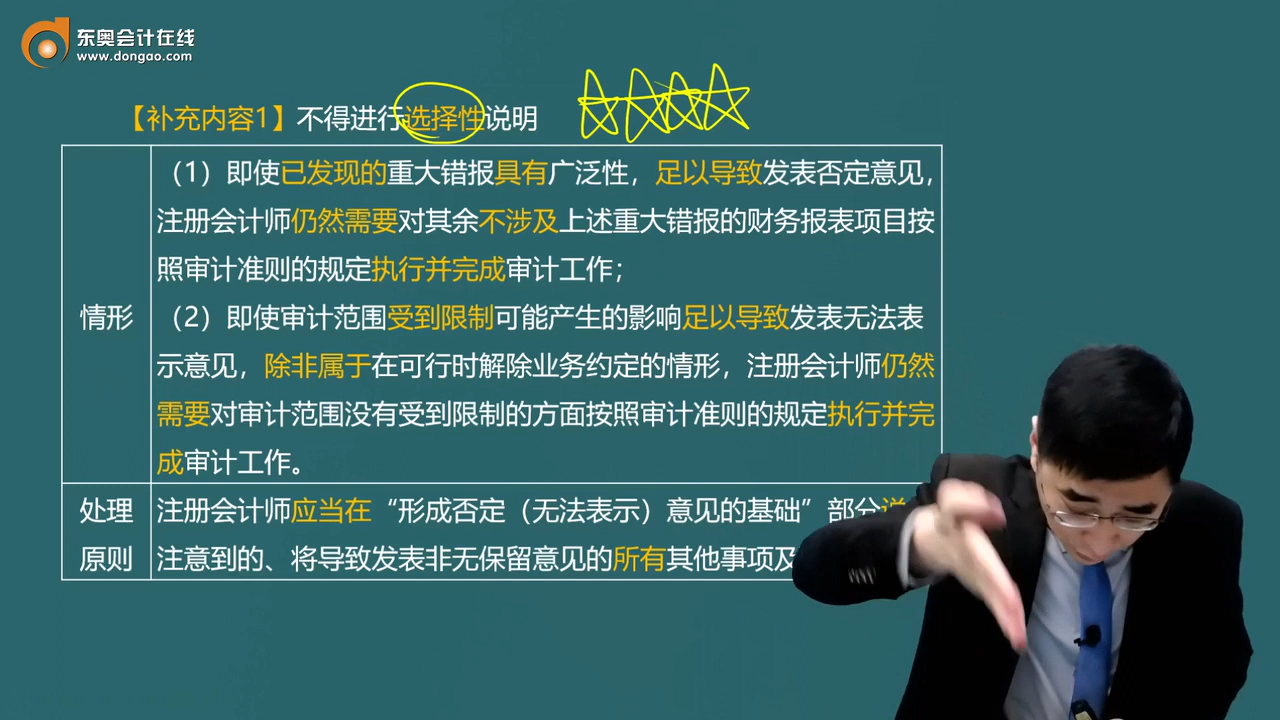 东奥会计在线
www.dongao.com
【补充内容1】不得进行选择性说明
（1）即使已发现的重大错报具有广泛性，足以导致发表否定意见，
注册会计师仍然需要对其余不涉及上述重大错报的财务报表项目按
照审计准则的规定执行并完成审计工作；
情形
（2）即使审计范围受到限制可能产生的影响足以导致发表无法表
示意见，除非属于在可行时解除业务约定的情形，注册会计师仍然
需要对审计范围没有受到限制的方面按照审计准则的规定执行并完
成审计工作。
处理
原则
注册会计师应当在“形成否定（无法表示）意见的基础”部分
注意到的、将导致发表非无保留意见的所有其他事项及